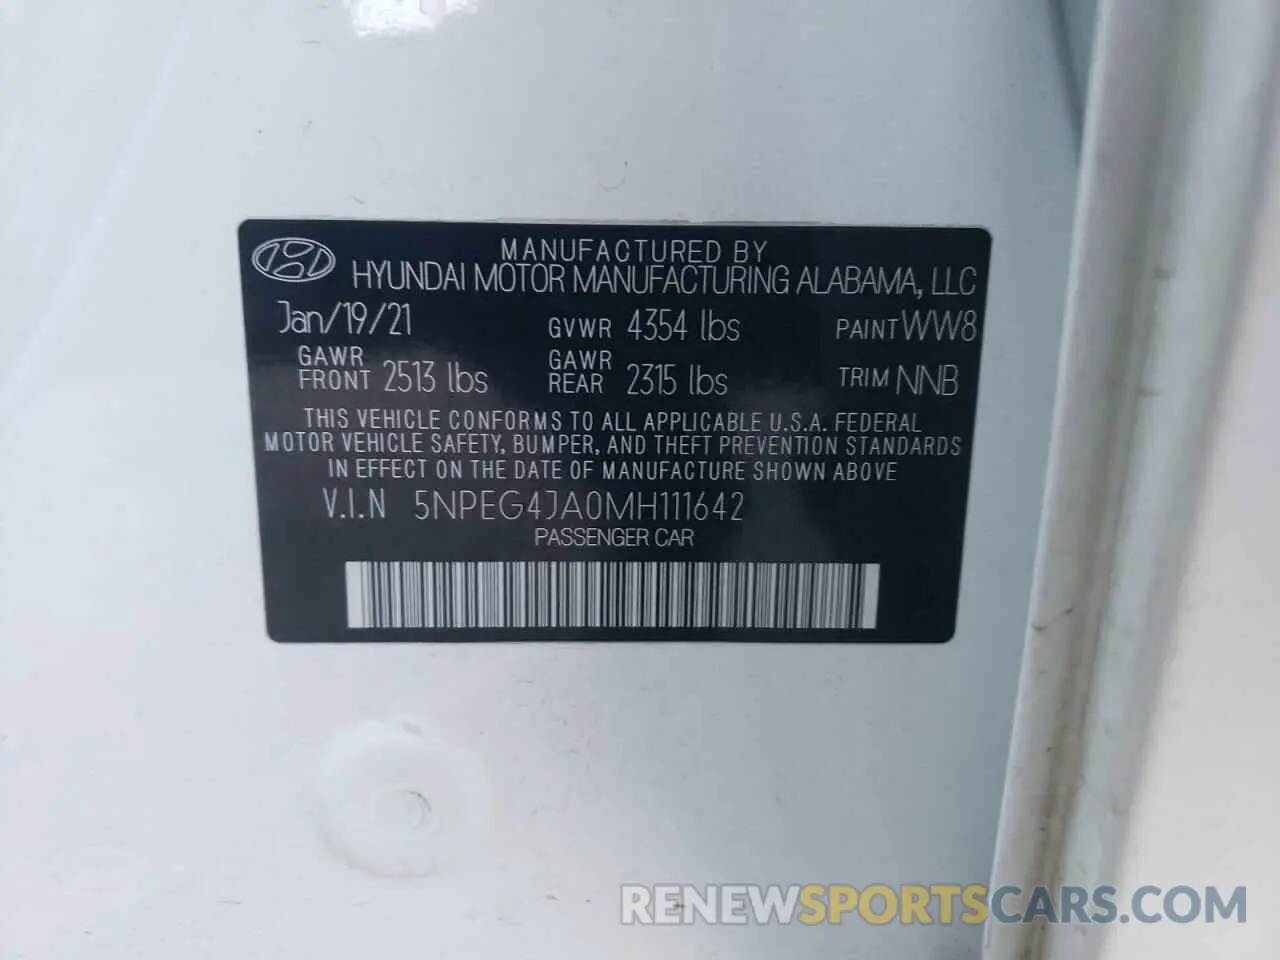 MANUFACTURED BY
HYUNDAI MOTOR MANUFACTURING ALABAMA, LLC
Jan/19/21 GVWR 4354 lbs PAINT WW8
GAWR FRONT 2513 lbs GAWR REAR 2315 lbs TRIM NNB
THIS VEHICLE CONFORMS TO ALL APPLICABLE U.S.A. FEDERAL
MOTOR VEHICLE SAFETY, BUMPER, AND THEFT PREVENTION STANDARDS
IN EFFECT ON THE DATE OF MANUFACTURE SHOWN ABOVE
V.I.N 5NPEG4JA0MH111642
PASSENGER CAR
RENEWSPORTSCARS.COM